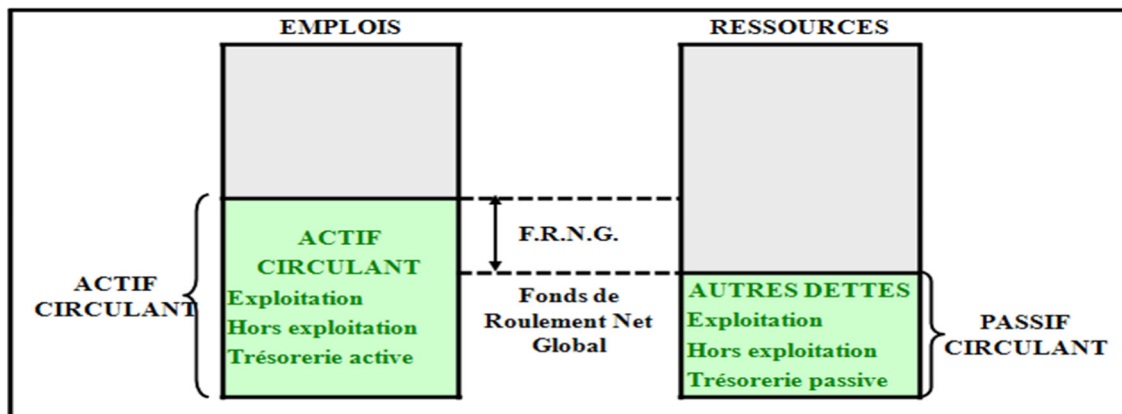 EMPLOIS
RESSOURCES
ACTIF
CIRCULANT
ACTIF
CIRCULANT
Exploitation
Hors exploitation
Trésorerie active
F.R.N.G.
Fonds de
Roulement Net
Global
AUTRES DETTES
Exploitation
Hors exploitation
Trésorerie passive
PASSIF
CIRCULANT